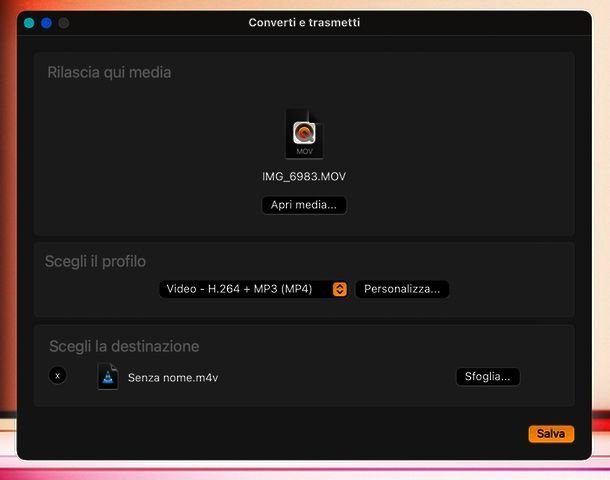 Converti e trasmetti
Rilascia qui media
MOV
IMG_6983.MOV
Apri media...
Scegli il profilo
Video - H.264 + MP3 (MP4)
Personalizza...
Scegli la destinazione
x
Senza nome.m4v
Sfoglia...
Salva